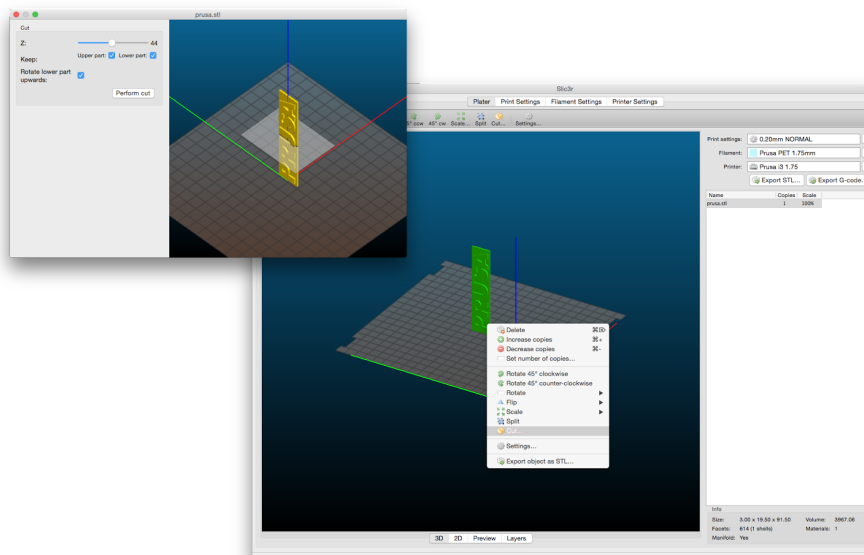 prusa.stl
Cut
Z: 44
Keep: Upper part: Lower part:
Rotate lower part
upwards:
Perform cut
PRUSA
Slic3r
Plater Print Settings Filament Settings Printer Settings
45° cw Scale... Split Cut... Settings...
Print settings: 0.20mm NORMAL
Filament: Prusa PET 1.75mm
Printer: Prusa i3 1.75
Export STL... Export G-code...
Name Copies Scale
prusa.stl 1 100%
PRUSA
Delete ⌘⌦
Increase copies ⌘+
Decrease copies ⌘-
Set number of copies...
Rotate 45° clockwise
Rotate 45° counter-clockwise
Rotate
Flip
Scale
Split
Cut...
Settings...
Export object as STL...
3D 2D Preview Layers
Info
Size: 3.00 x 19.50 x 91.50 Volume: 3967.06
Facets: 614 (1 shells) Materials: 1
Manifold: Yes